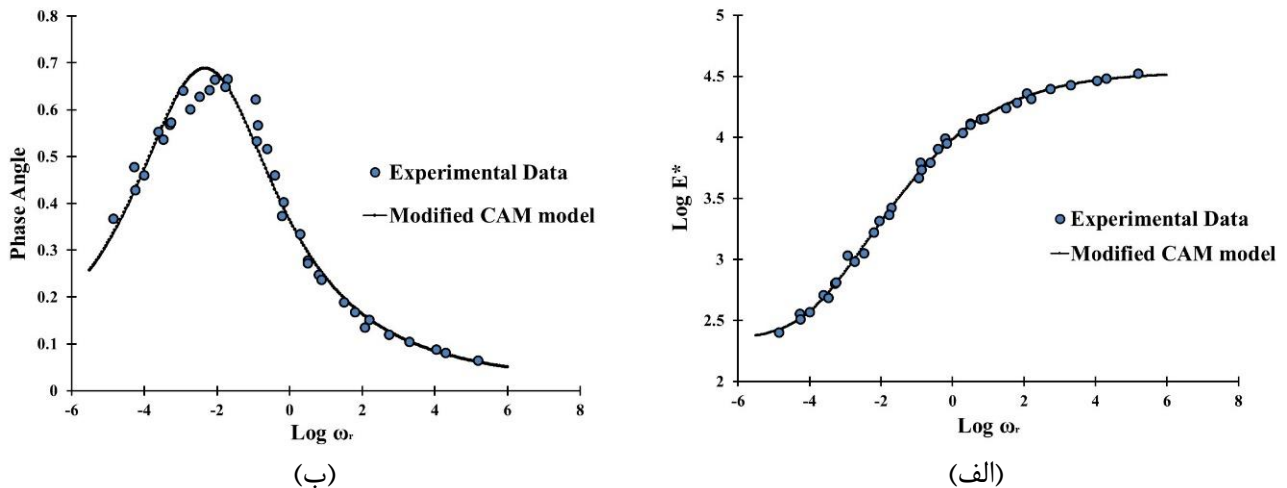 0.8
0.7
0.6
0.5
0.4
0.3
0.2
0.1
0
Phase Angle
-6 -4 -2 0 2 4 6 8
Log ωr
Experimental Data
Modified CAM model
(ب)
5
4.5
4
3.5
3
2.5
2
Log E*
-6 -4 -2 0 2 4 6 8
Log ωr
Experimental Data
Modified CAM model
(الف)